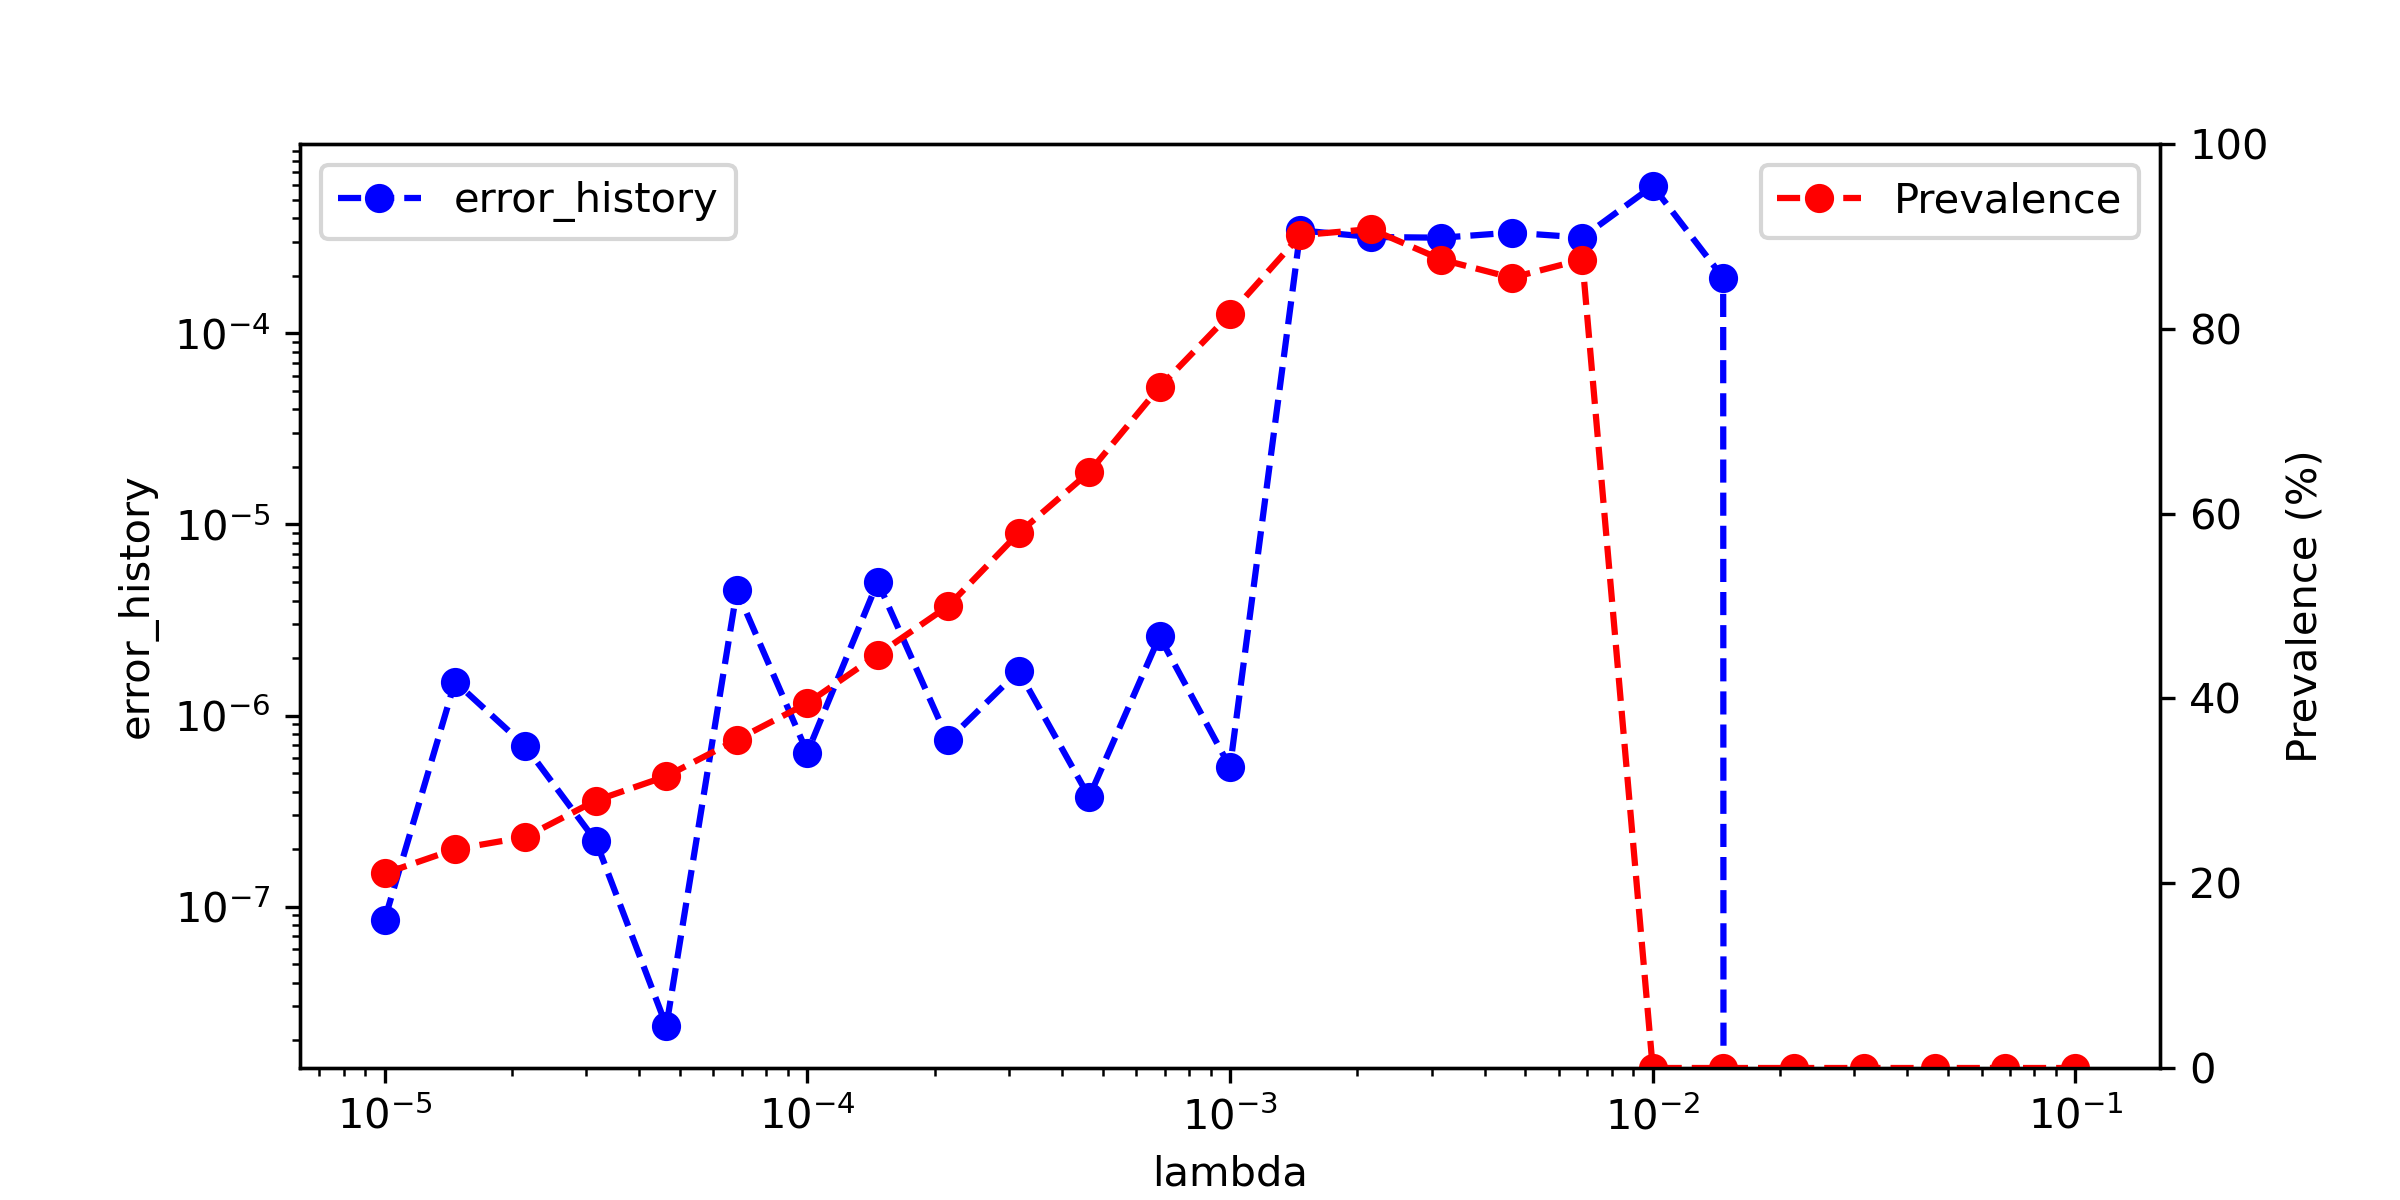 error_history
Prevalence
100
80
60
40
20
0
Prevalence (%)
10⁻⁴
10⁻⁵
10⁻⁶
10⁻⁷
error_history
10⁻⁵ 10⁻⁴ 10⁻³ 10⁻² 10⁻¹
lambda